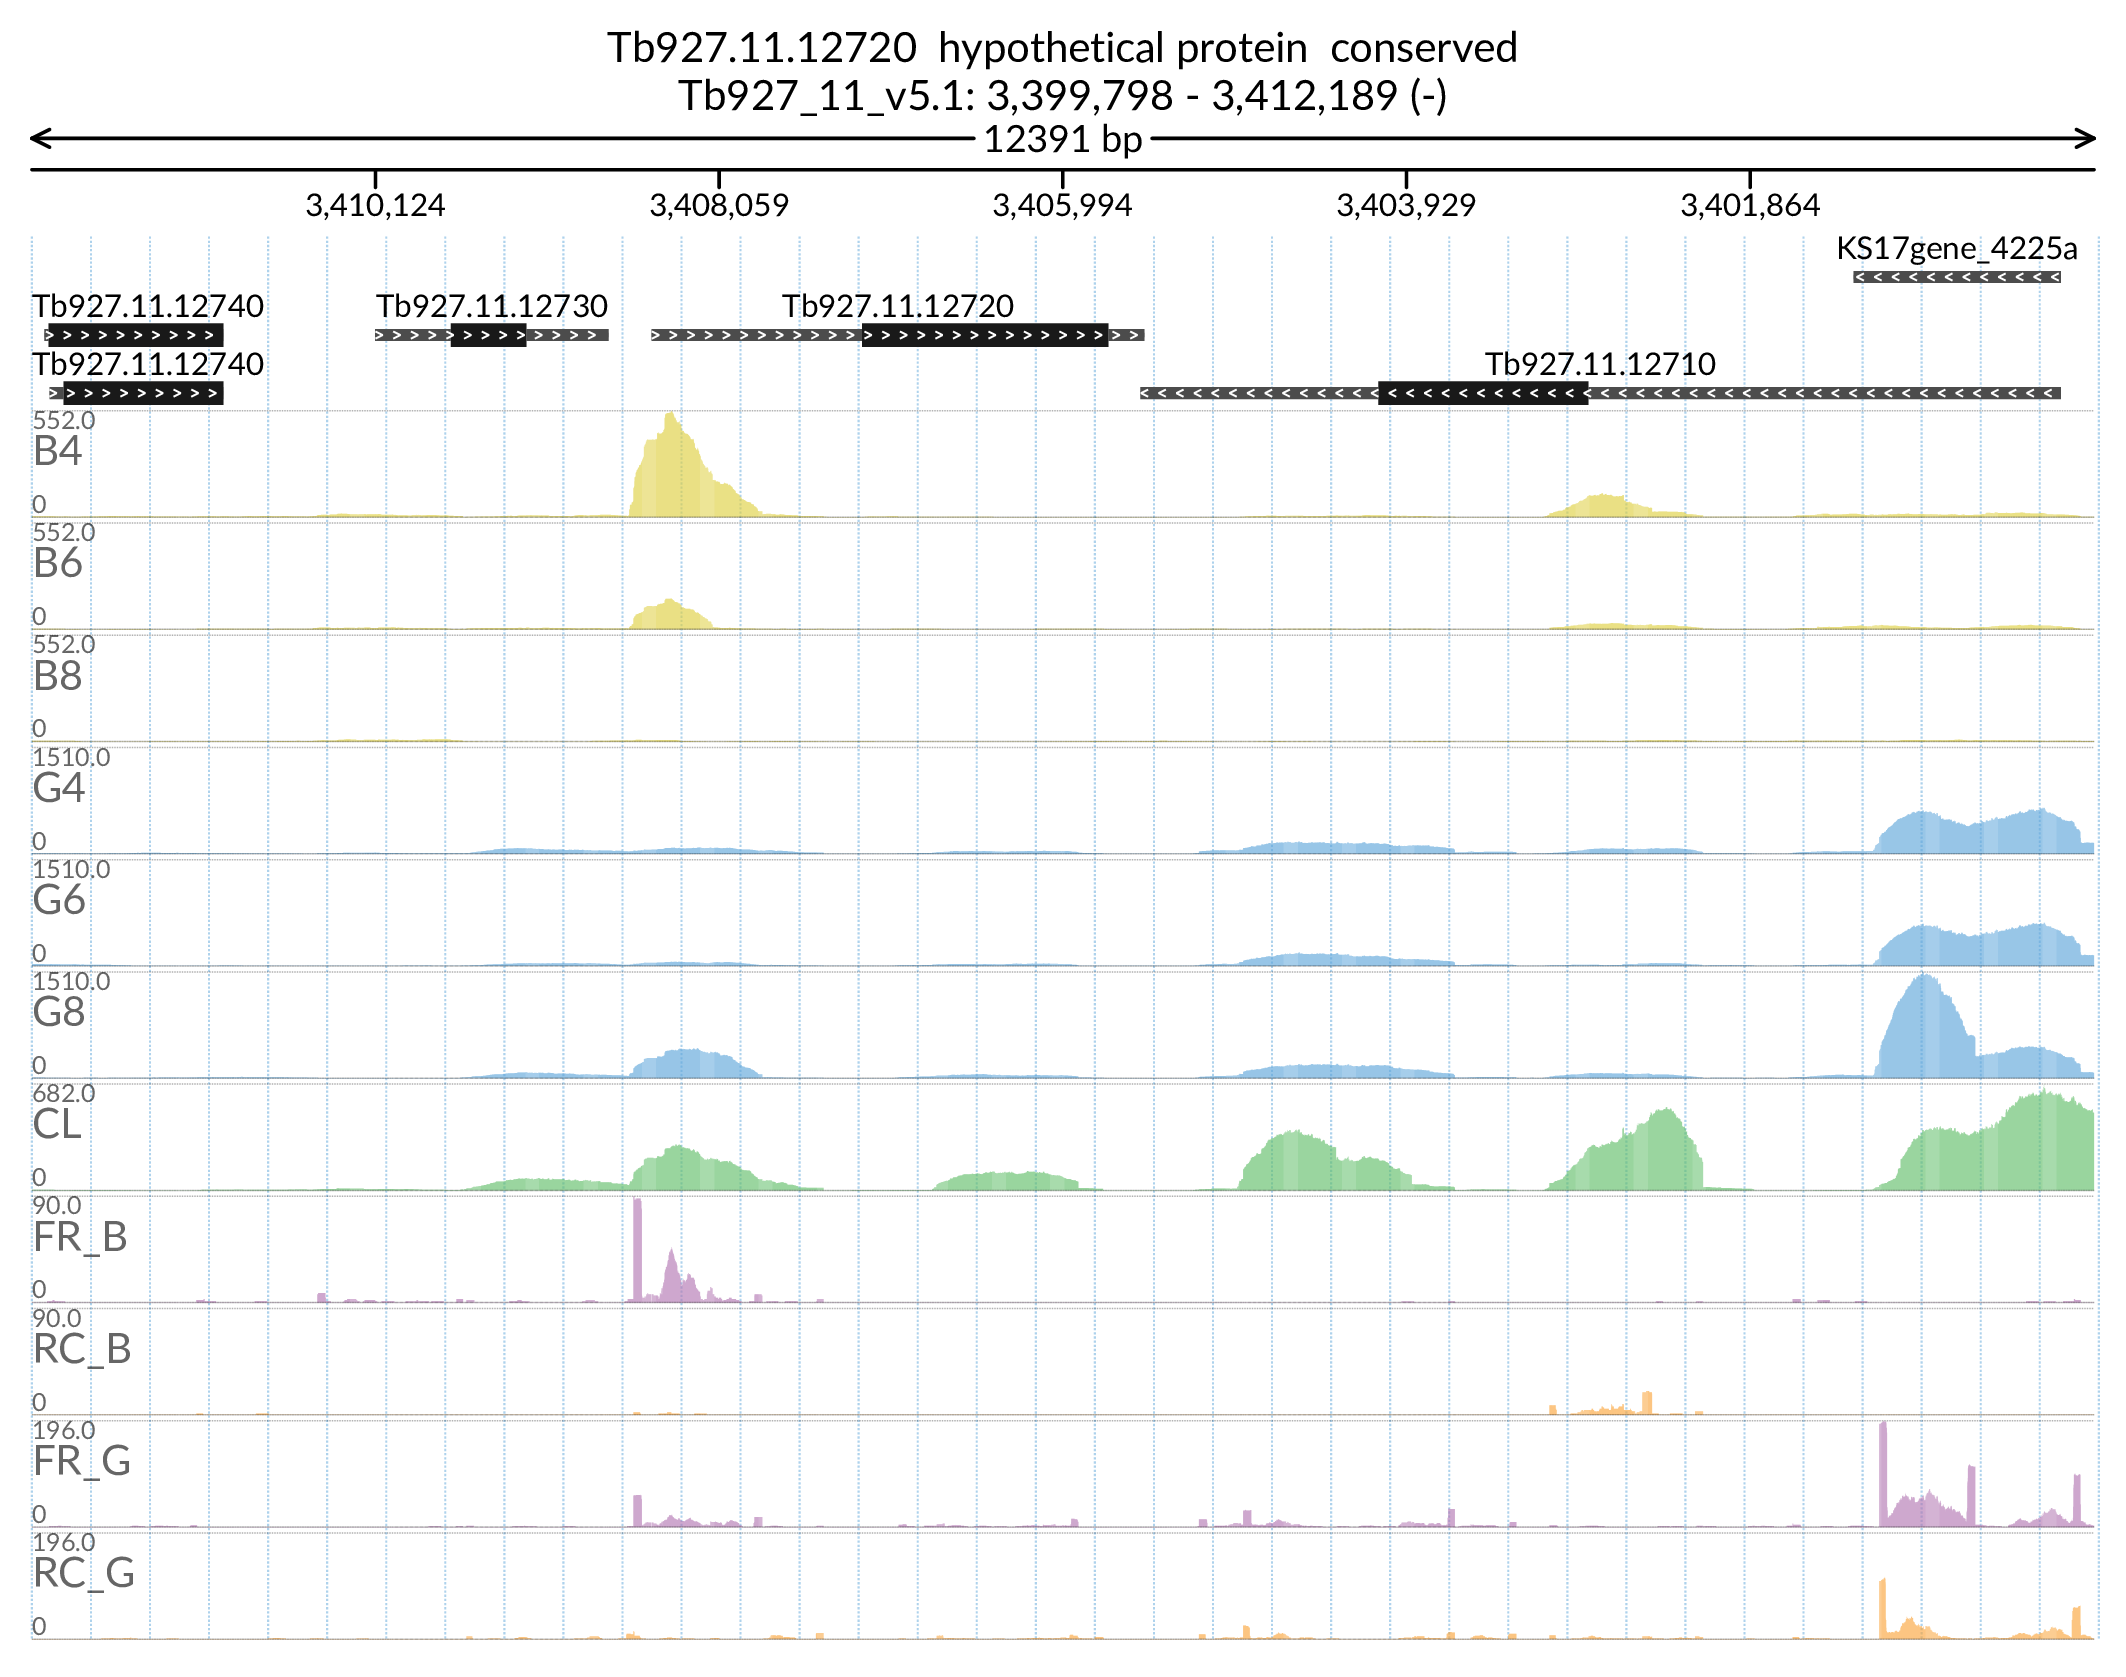 Tb927.11.12720 hypothetical protein conserved
Tb927_11_v5.1: 3,399,798 - 3,412,189 (-)
12391 bp
3,410,124 3,408,059 3,405,994 3,403,929 3,401,864
KS17gene_4225a
Tb927.11.12740 Tb927.11.12730 Tb927.11.12720
Tb927.11.12740 Tb927.11.12710
552.0
B4
0
552.0
B6
0
552.0
B8
0
1510.0
G4
0
1510.0
G6
0
1510.0
G8
0
682.0
CL
0
90.0
FR_B
0
90.0
RC_B
0
196.0
FR_G
0
196.0
RC_G
0